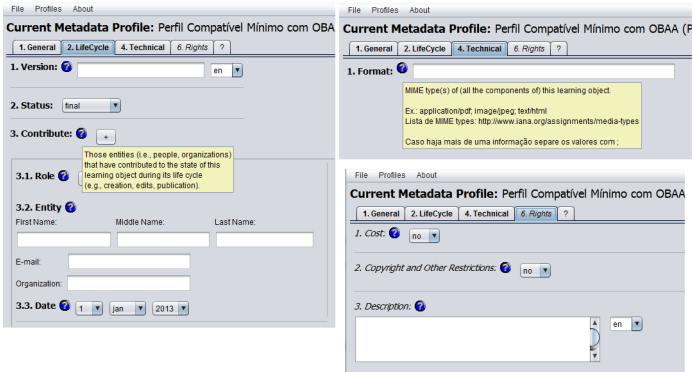 File Profiles About
Current Metadata Profile: Perfil Compatível Mínimo com OBA
1. General 2. LifeCycle 4. Technical 6. Rights ?
1. Version: ?
en
2. Status: ? final
3. Contribute: ? +
Those entities (i.e., people, organizations)
that have contributed to the state of this
learning object during its life cycle
(e.g., creation, edits, publication).
3.1. Role ?
3.2. Entity ?
First Name: Middle Name: Last Name:
E-mail:
Organization:
3.3. Date ? 1 jan 2013
File Profiles About
Current Metadata Profile: Perfil Compatível Mínimo com OBAA (P
1. General 2. LifeCycle 4. Technical 6. Rights ?
1. Format: ?
MIME type(s) of (all the components of) this learning object.
Ex.: application/pdf; image/jpeg; text/html
Lista de MIME types: http://www.iana.org/assignments/media-types
Caso haja mais de uma informação separe os valores com ;
File Profiles About
Current Metadata Profile: Perfil Compatível Mínimo com OBAA
1. General 2. LifeCycle 4. Technical 6. Rights ?
1. Cost: ? no
2. Copyright and Other Restrictions: ? no
3. Description: ?
en